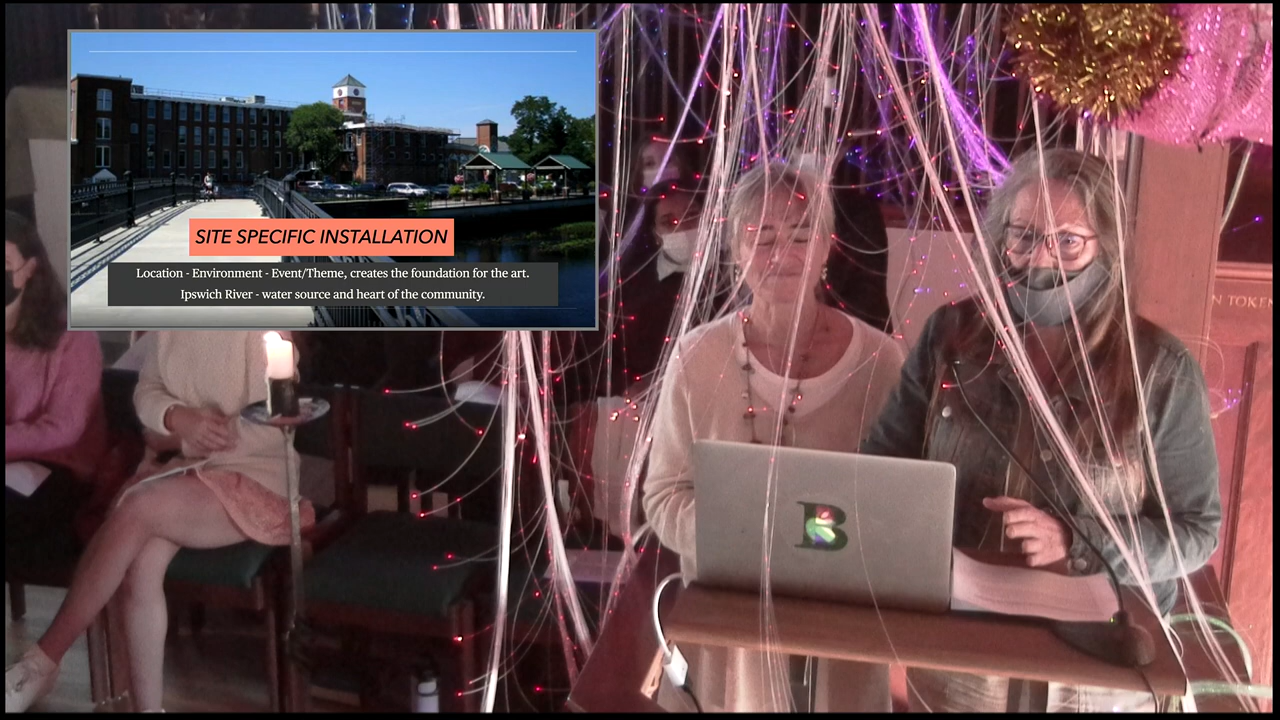 SITE SPECIFIC INSTALLATION
Location - Environment - Event/Theme, creates the foundation for the art.
Ipswich River - water source and heart of the community.
B
N TOKEN